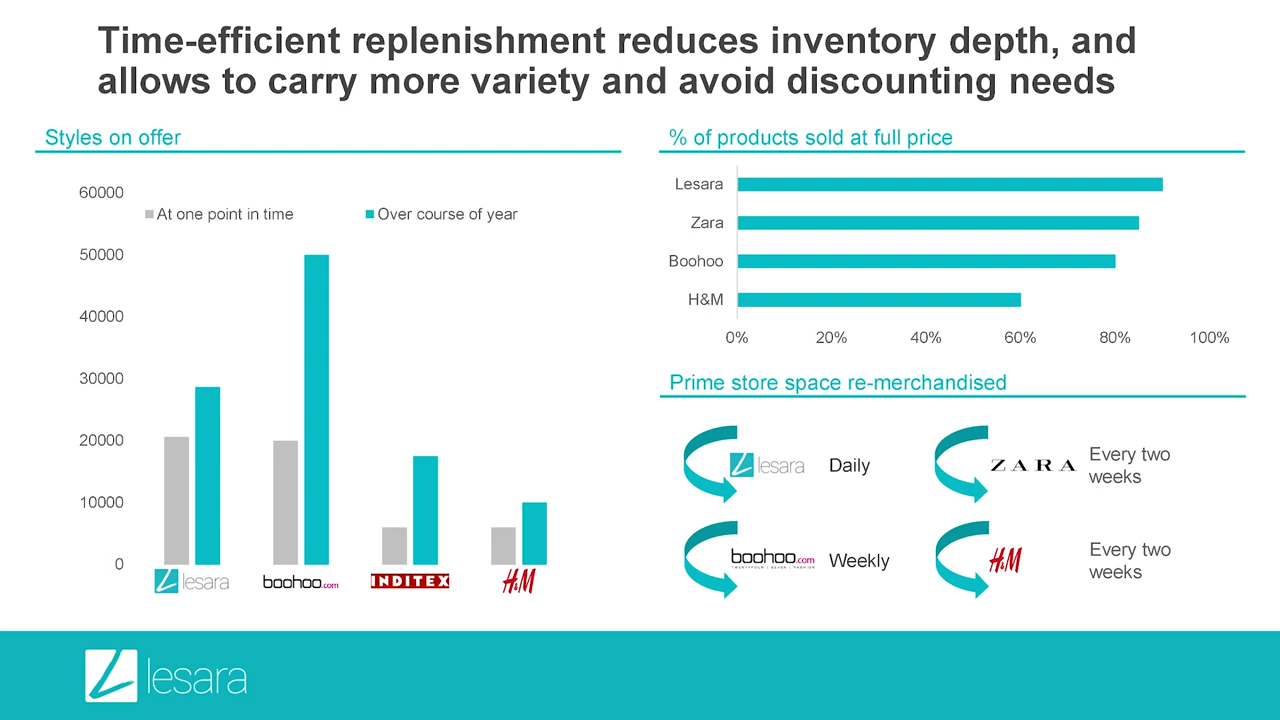 Time-efficient replenishment reduces inventory depth, and
allows to carry more variety and avoid discounting needs
Styles on offer
60000
50000
40000
30000
20000
10000
0
At one point in time
Over course of year
lesara
boohoo.com
INDITEX
H&M
% of products sold at full price
Lesara
Zara
Boohoo
H&M
0% 20% 40% 60% 80% 100%
Prime store space re-merchandised
lesara
Daily
ZARA
Every two
weeks
boohoo.com
TWENTYFOUR | SEVEN | FASHION
Weekly
H&M
Every two
weeks
lesara